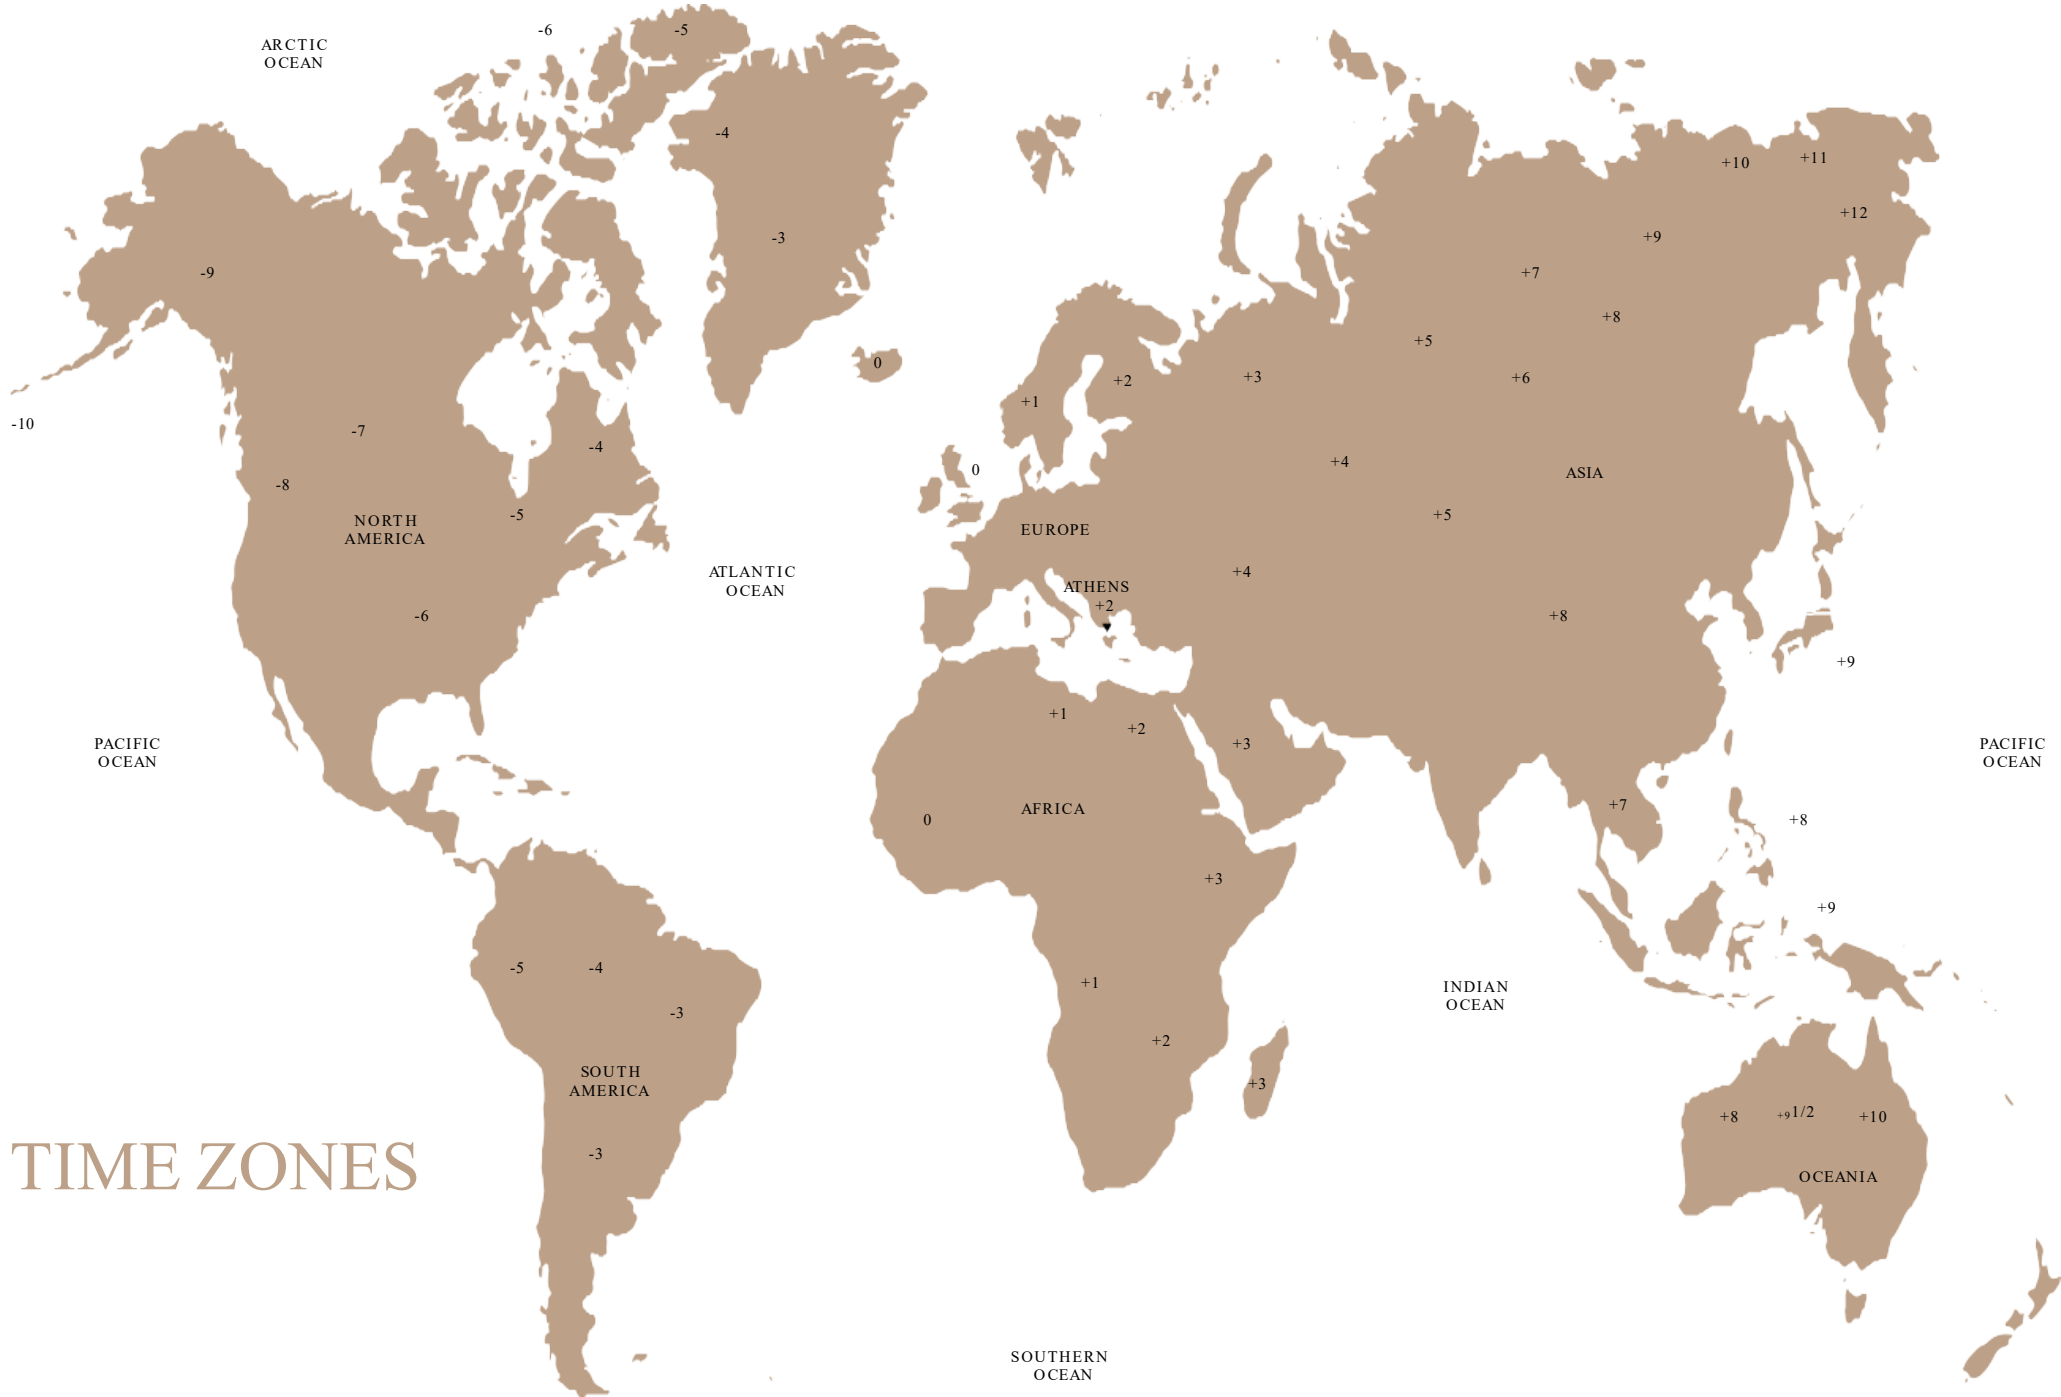 -6
-5
ARCTIC
OCEAN
-4
+10
+11
+12
-3
+9
-9
+7
+8
+5
0
+2
+3
+6
+1
-10
-7
-4
0
+4
ASIA
-8
-5
+5
NORTH
AMERICA
EUROPE
ATLANTIC
OCEAN
+4
ATHENS
+2
-6
+8
+9
+1
+2
+3
PACIFIC
OCEAN
PACIFIC
OCEAN
+7
AFRICA
0
+8
+3
+9
-5
-4
+1
INDIAN
OCEAN
-3
+2
SOUTH
AMERICA
+3
+8
+9 1/2
+10
-3
TIME ZONES
OCEANIA
SOUTHERN
OCEAN